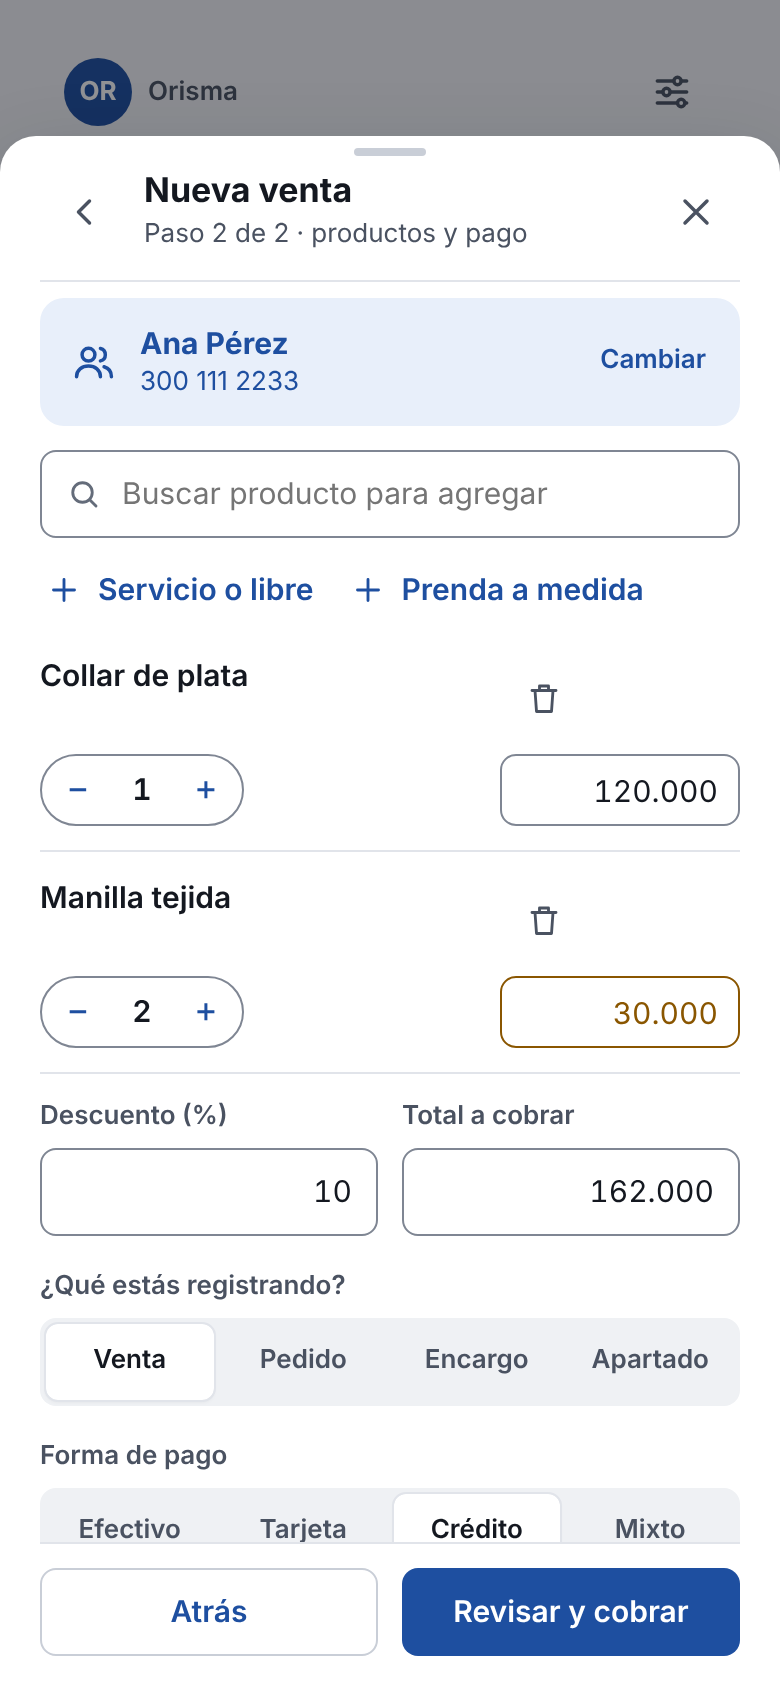 OR Orisma
Nueva venta
Paso 2 de 2 · productos y pago
Ana Pérez
300 111 2233
Cambiar
Buscar producto para agregar
+ Servicio o libre + Prenda a medida
Collar de plata
− 1 + 120.000
Manilla tejida
− 2 + 30.000
Descuento (%) Total a cobrar
10 162.000
¿Qué estás registrando?
Venta Pedido Encargo Apartado
Forma de pago
Efectivo Tarjeta Crédito Mixto
Atrás Revisar y cobrar